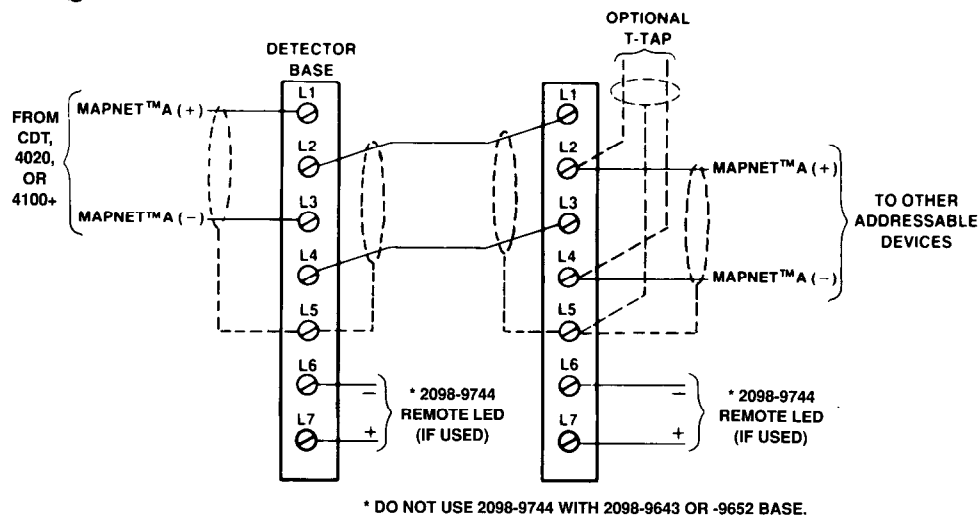 OPTIONAL
T-TAP
DETECTOR
BASE
FROM
CDT,
4020,
OR
4100+
MAPNET™A (+)
MAPNET™A (–)
L1
L2
L3
L4
L5
L6
L7
–
+
* 2098-9744
REMOTE LED
(IF USED)
L1
L2
L3
L4
L5
L6
L7
MAPNET™A (+)
MAPNET™A (–)
TO OTHER
ADDRESSABLE
DEVICES
–
+
* 2098-9744
REMOTE LED
(IF USED)
* DO NOT USE 2098-9744 WITH 2098-9643 OR -9652 BASE.